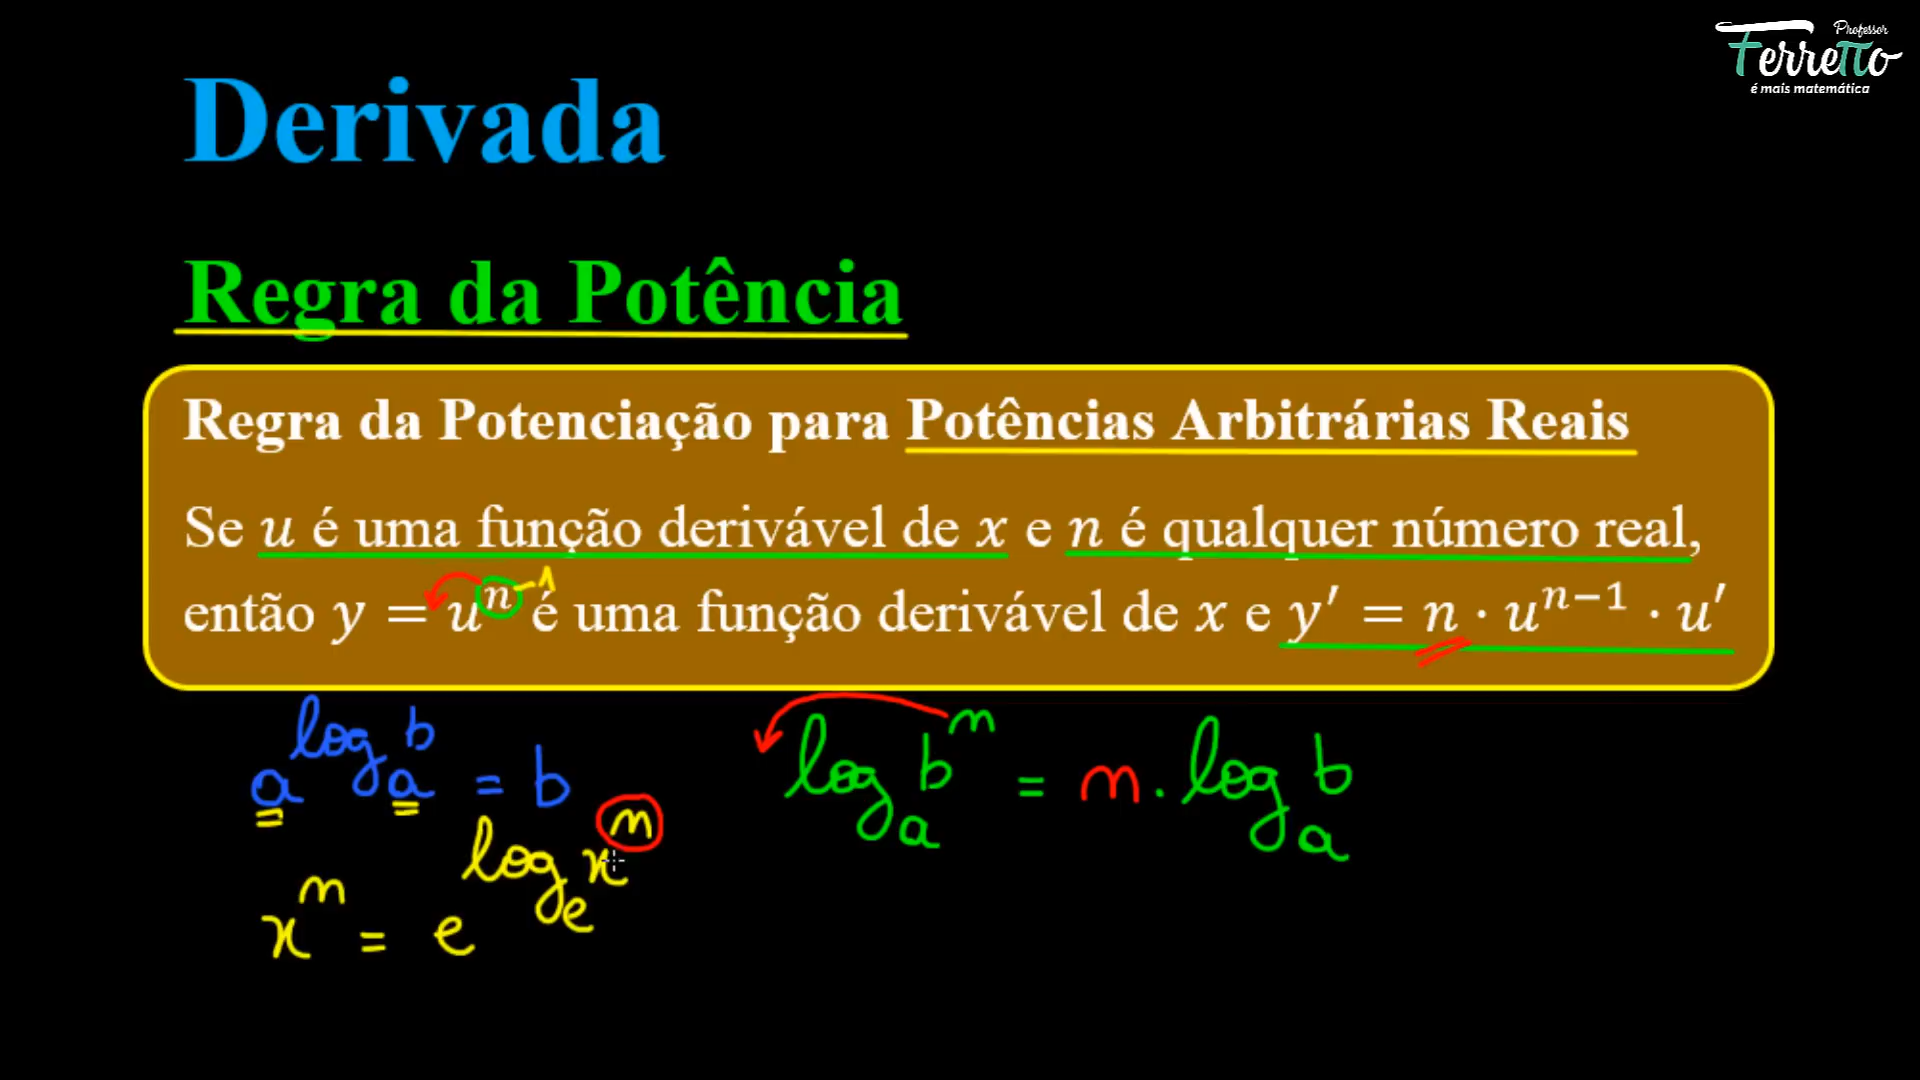 Professor
Ferretto
é mais matemática
Derivada
Regra da Potência
Regra da Potenciação para Potências Arbitrárias Reais
Se u é uma função derivável de x e n é qualquer número real,
então y = uⁿ⁻¹ é uma função derivável de x e y′ = n · uⁿ⁻¹ · u′
a^(log_a b) = b
log_a bⁿ = n · log_a b
xⁿ = e^(log_e xⁿ)